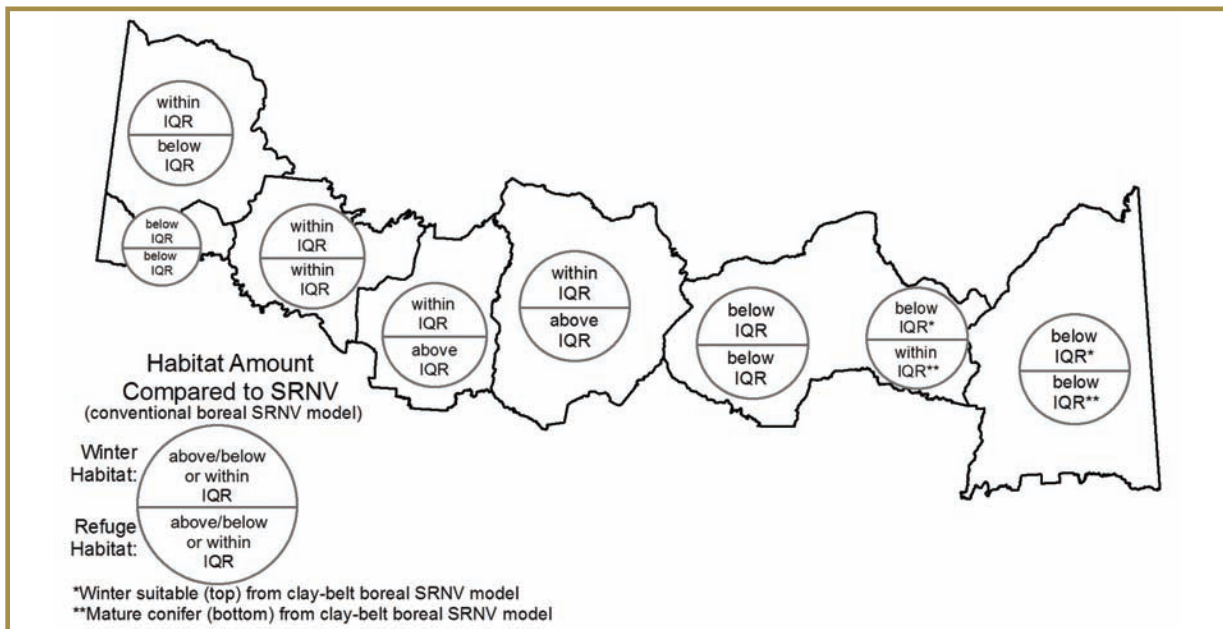 within
IQR
below
IQR
below
IQR
below
IQR
within
IQR
within
IQR
within
IQR
above
IQR
within
IQR
above
IQR
below
IQR
below
IQR
below
IQR*
within
IQR**
below
IQR*
below
IQR**
Habitat Amount
Compared to SRNV
(conventional boreal SRNV model)
Winter
Habitat:
above/below
or within
IQR
Refuge
Habitat:
above/below
or within
IQR
*Winter suitable (top) from clay-belt boreal SRNV model
**Mature conifer (bottom) from clay-belt boreal SRNV model